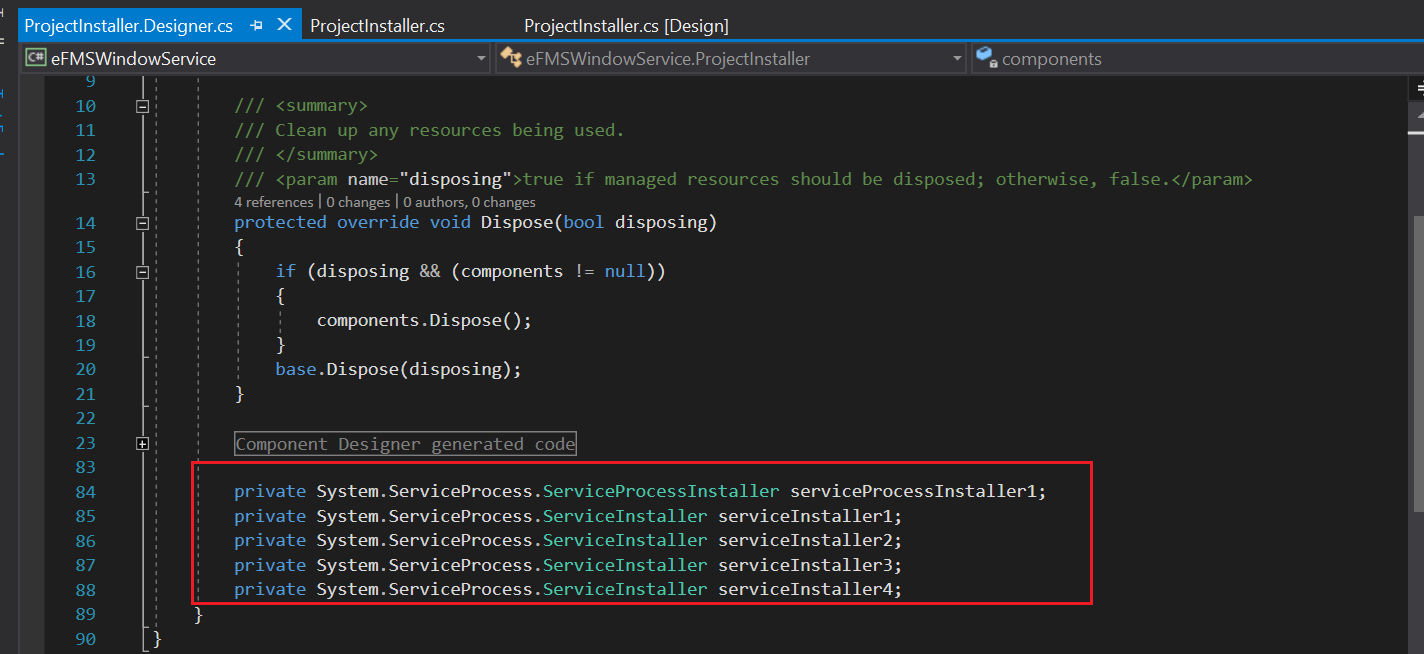 ProjectInstaller.Designer.cs ProjectInstaller.cs ProjectInstaller.cs [Design]
C# eFMSWindowService eFMSWindowService.ProjectInstaller components
9
10 /// <summary>
11 /// Clean up any resources being used.
12 /// </summary>
13 /// <param name="disposing">true if managed resources should be disposed; otherwise, false.</param>
4 references | 0 changes | 0 authors, 0 changes
14 protected override void Dispose(bool disposing)
15 {
16 if (disposing && (components != null))
17 {
18 components.Dispose();
19 }
20 base.Dispose(disposing);
21 }
22
23 Component Designer generated code
83
84 private System.ServiceProcess.ServiceProcessInstaller serviceProcessInstaller1;
85 private System.ServiceProcess.ServiceInstaller serviceInstaller1;
86 private System.ServiceProcess.ServiceInstaller serviceInstaller2;
87 private System.ServiceProcess.ServiceInstaller serviceInstaller3;
88 private System.ServiceProcess.ServiceInstaller serviceInstaller4;
89 }
90 }